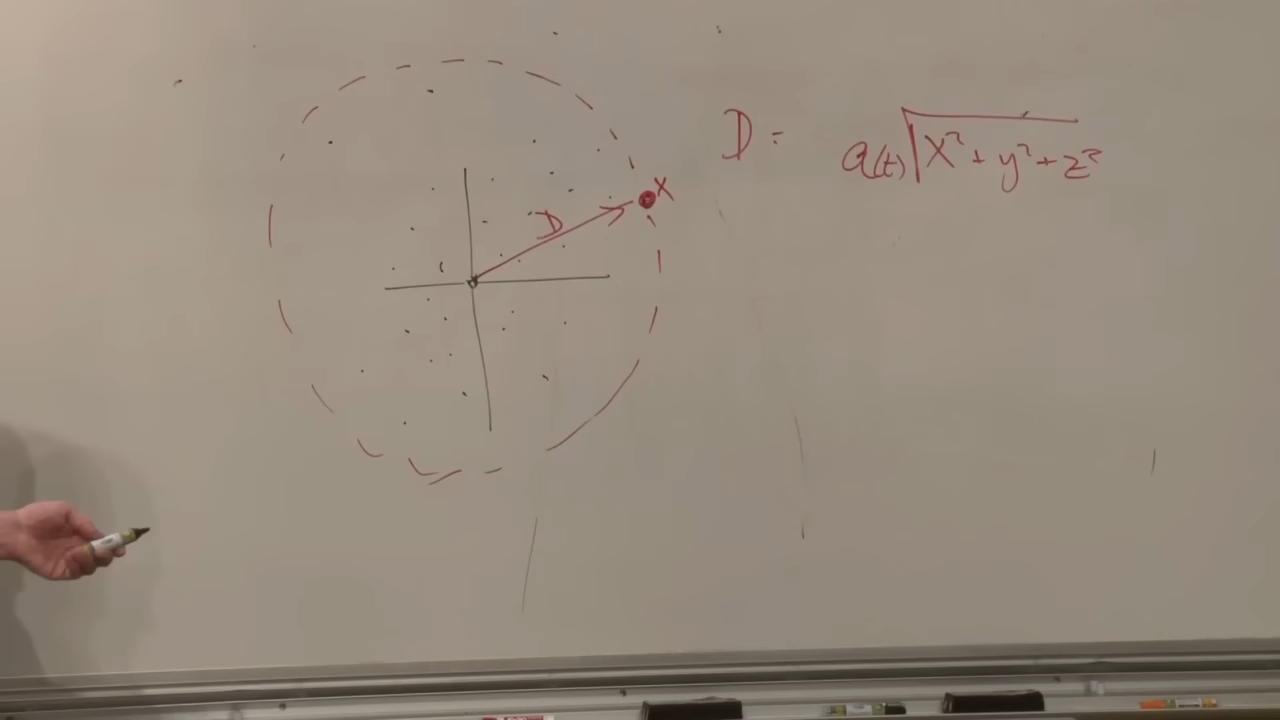 X
D
D = a(t)√X²+y²+z²